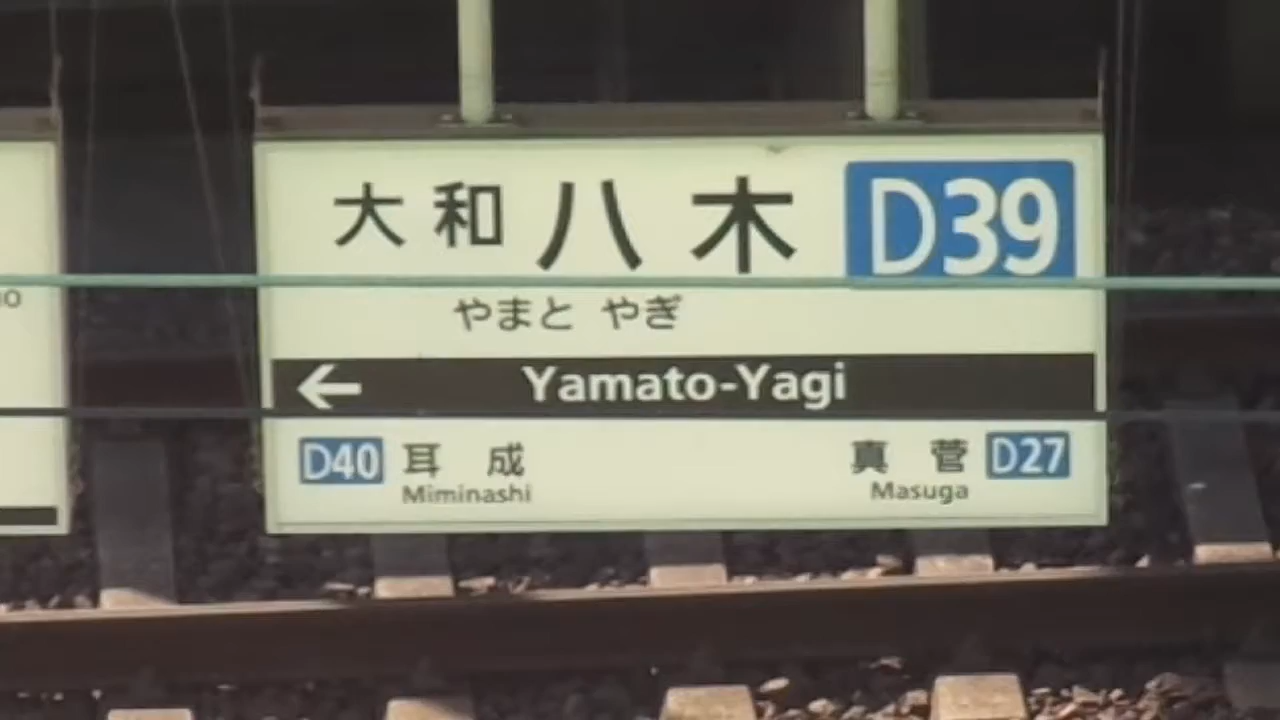 大和八木 D39
やまと やぎ
← Yamato-Yagi
D40 耳成 真菅 D27
Miminashi Masuga